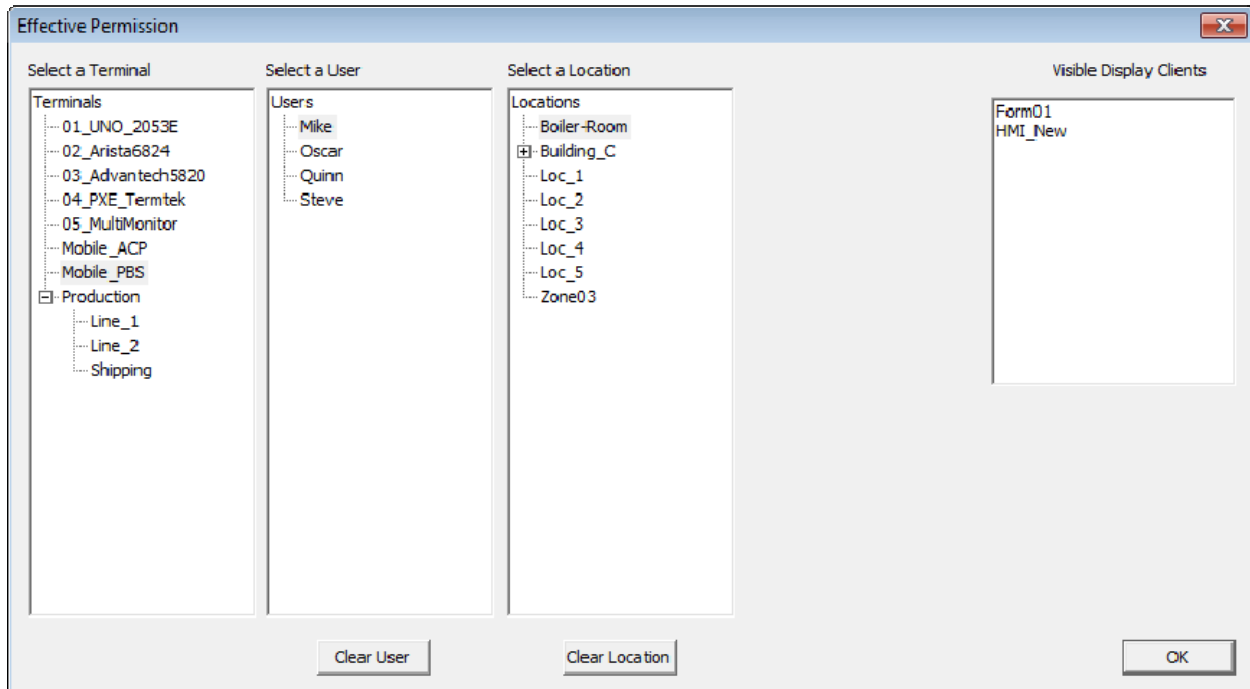 Effective Permission
Select a Terminal
Select a User
Select a Location
Visible Display Clients
Terminals
01_UNO_2053E
02_Arista6824
03_Advantech5820
04_PXE_Termtek
05_MultiMonitor
Mobile_ACP
Mobile_PBS
Production
Line_1
Line_2
Shipping
Users
Mike
Oscar
Quinn
Steve
Locations
Boiler-Room
Building_C
Loc_1
Loc_2
Loc_3
Loc_4
Loc_5
Zone03
Form01
HMI_New
Clear User
Clear Location
OK